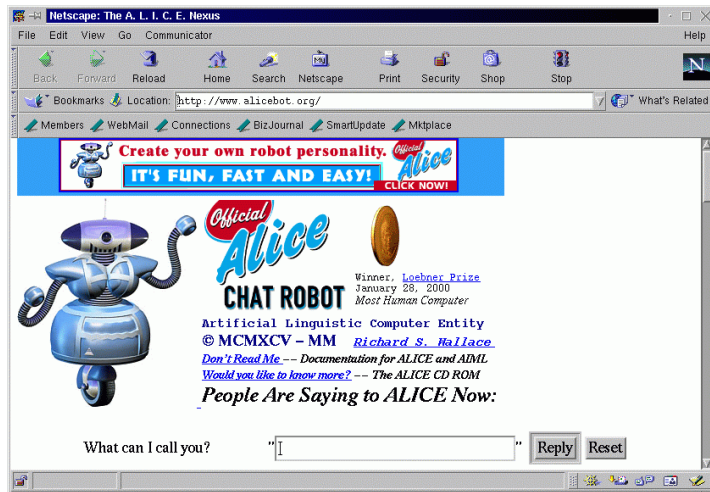 Netscape: The A. L. I. C. E. Nexus
File Edit View Go Communicator Help
Back Forward Reload Home Search Netscape Print Security Shop Stop
N
Bookmarks Location: http://www.alicebot.org/ What's Related
Members WebMail Connections BizJournal SmartUpdate Mktplace
Create your own robot personality.
IT'S FUN, FAST AND EASY!
Official
Alice
CLICK NOW!
Official
Alice
CHAT ROBOT
Winner, Loebner Prize
January 28, 2000
Most Human Computer
Artificial Linguistic Computer Entity
© MCMXCV – MM Richard S. Wallace
Don't Read Me –– Documentation for ALICE and AIML
Would you like to know more? –– The ALICE CD ROM
People Are Saying to ALICE Now:
What can I call you? " " Reply Reset